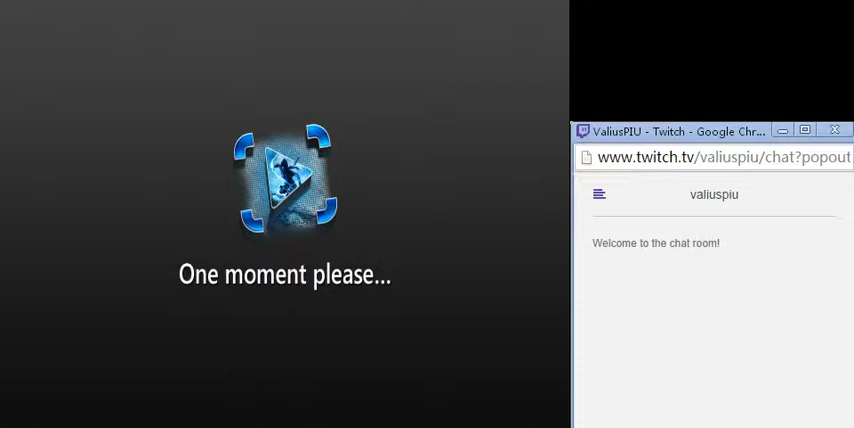 One moment please...
ValiusPIU - Twitch - Google Chr...
www.twitch.tv/valiuspiu/chat?popout
valiuspiu
Welcome to the chat room!